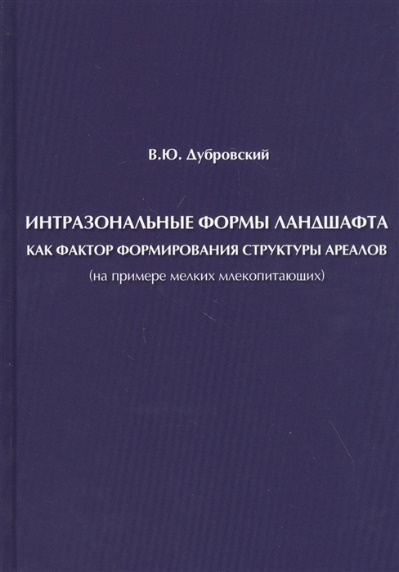 В.Ю. Дубровский
ИНТРАЗОНАЛЬНЫЕ ФОРМЫ ЛАНДШАФТА
КАК ФАКТОР ФОРМИРОВАНИЯ СТРУКТУРЫ АРЕАЛОВ
(на примере мелких млекопитающих)